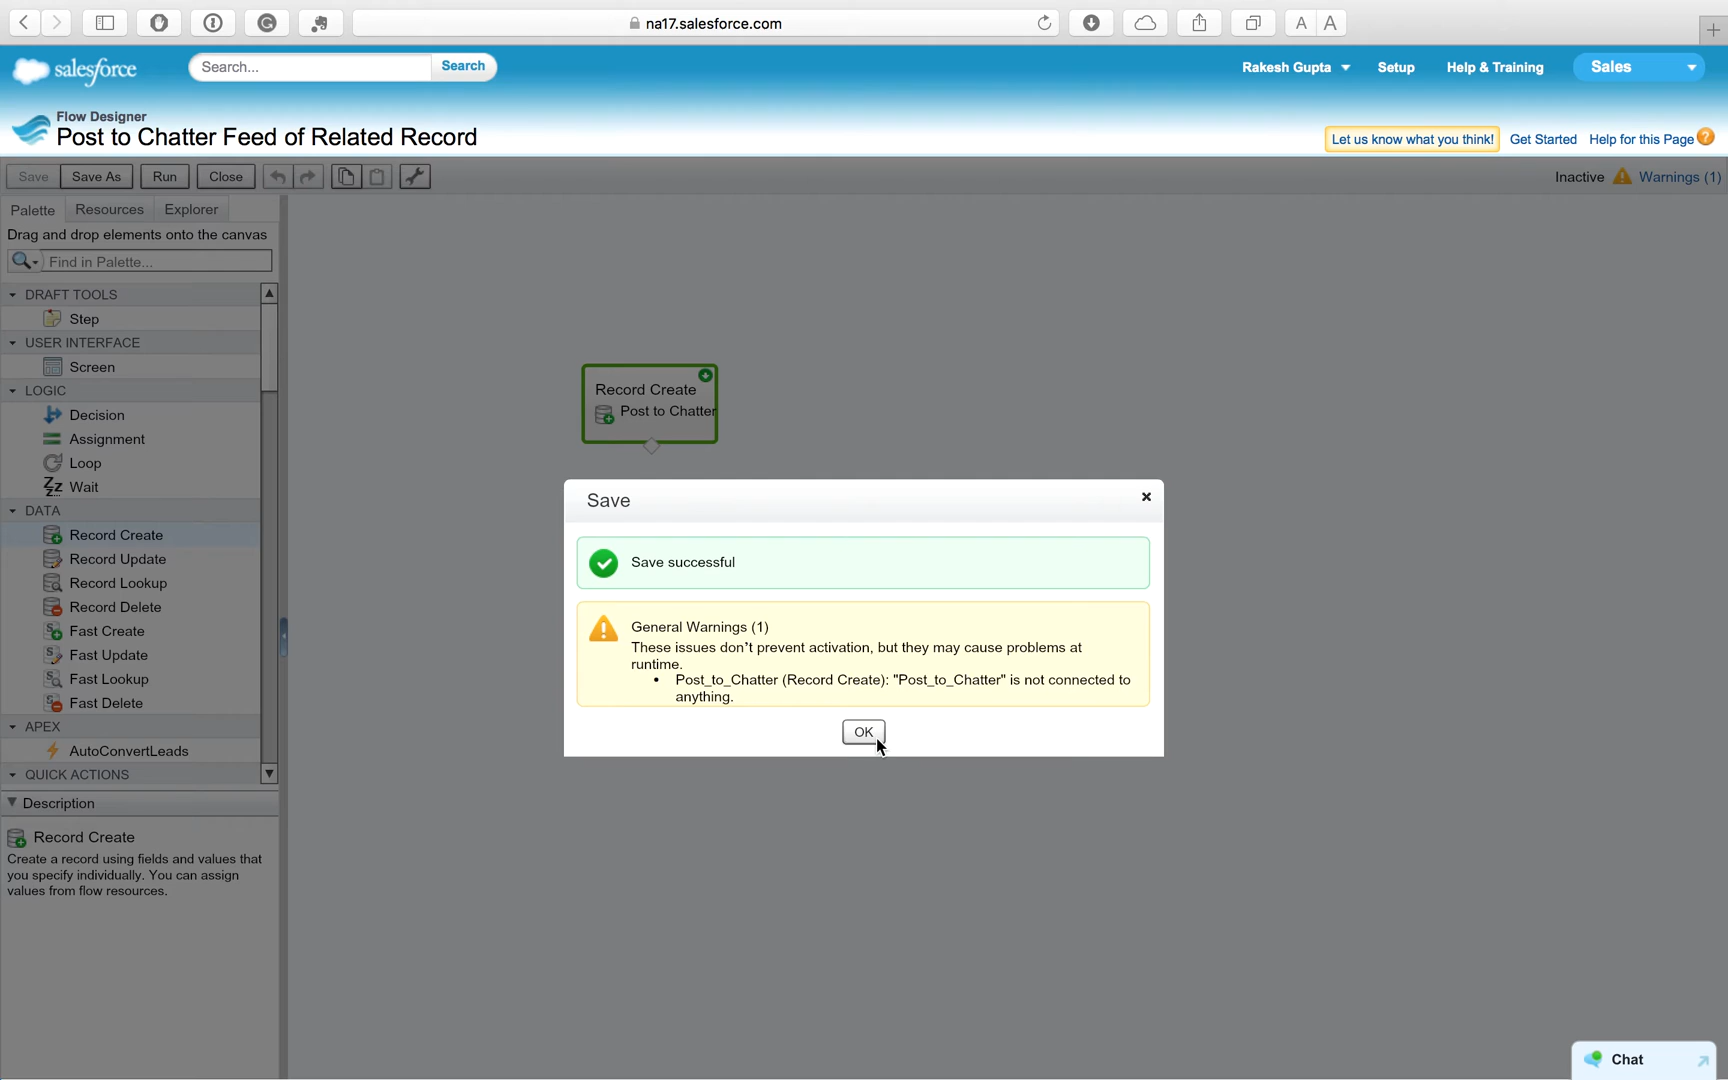 na17.salesforce.com
A A
salesforce
Search...
Search
Rakesh Gupta
Setup
Help & Training
Sales
Flow Designer
Post to Chatter Feed of Related Record
Let us know what you think!
Get Started
Help for this Page
?
Save
Save As
Run
Close
Inactive
Warnings (1)
Palette
Resources
Explorer
Drag and drop elements onto the canvas
Find in Palette...
DRAFT TOOLS
Step
USER INTERFACE
Screen
LOGIC
Decision
Assignment
Loop
Wait
DATA
Record Create
Record Update
Record Lookup
Record Delete
Fast Create
Fast Update
Fast Lookup
Fast Delete
APEX
AutoConvertLeads
QUICK ACTIONS
Description
Record Create
Create a record using fields and values that
you specify individually. You can assign
values from flow resources.
Record Create
Post to Chatter
Save
Save successful
General Warnings (1)
These issues don't prevent activation, but they may cause problems at
runtime.
• Post_to_Chatter (Record Create): "Post_to_Chatter" is not connected to
anything.
OK
Chat